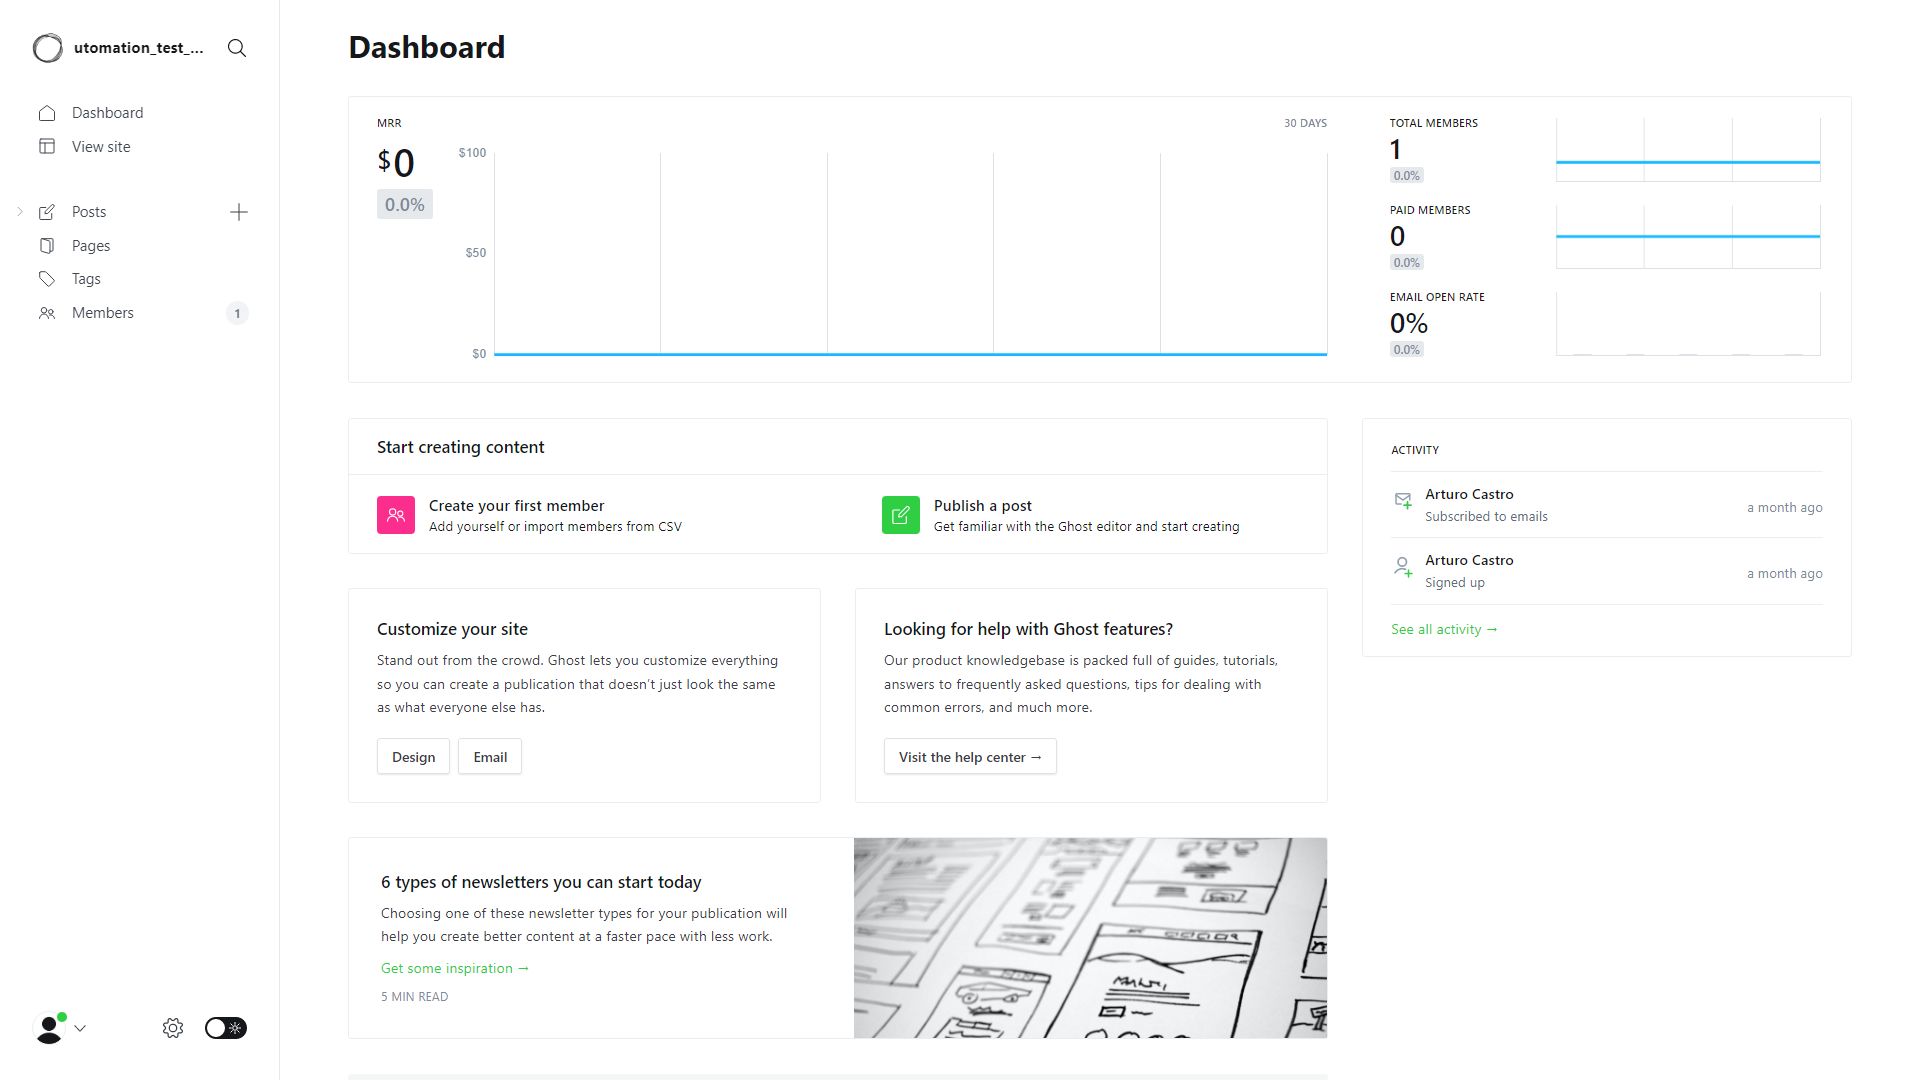 utomation_test_...
Dashboard
View site
Posts
Pages
Tags
Members
1
Dashboard
MRR
30 DAYS
$0
0.0%
$100
$50
$0
TOTAL MEMBERS
1
0.0%
PAID MEMBERS
0
0.0%
EMAIL OPEN RATE
0%
0.0%
Start creating content
Create your first member
Add yourself or import members from CSV
Publish a post
Get familiar with the Ghost editor and start creating
ACTIVITY
Arturo Castro
Subscribed to emails
a month ago
Arturo Castro
Signed up
a month ago
See all activity →
Customize your site
Stand out from the crowd. Ghost lets you customize everything
so you can create a publication that doesn’t just look the same
as what everyone else has.
Design
Email
Looking for help with Ghost features?
Our product knowledgebase is packed full of guides, tutorials,
answers to frequently asked questions, tips for dealing with
common errors, and much more.
Visit the help center →
6 types of newsletters you can start today
Choosing one of these newsletter types for your publication will
help you create better content at a faster pace with less work.
Get some inspiration →
5 MIN READ